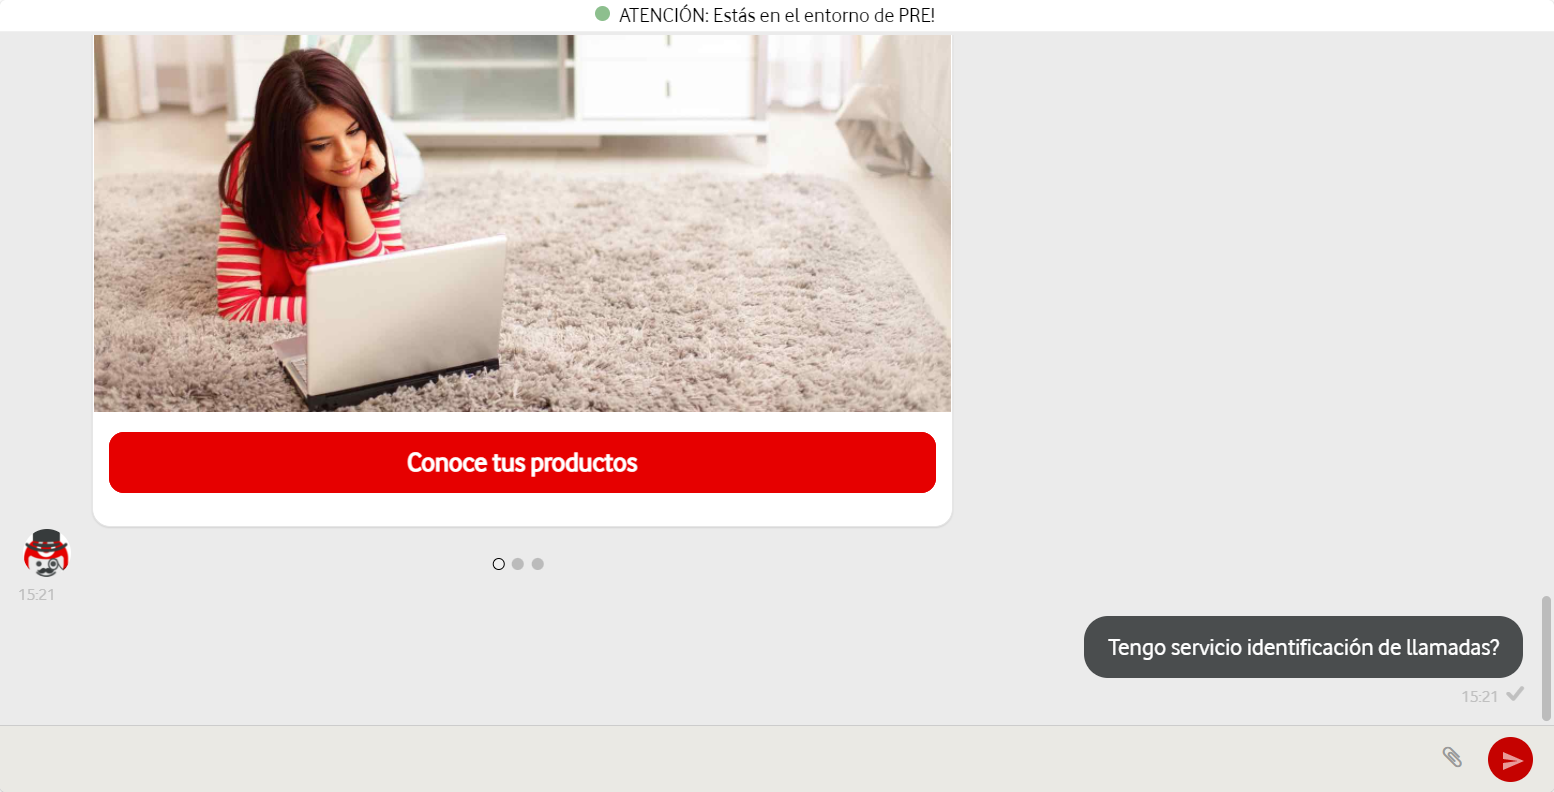 ATENCIÓN: Estás en el entorno de PRE!
Conoce tus productos
15:21
Tengo servicio identificación de llamadas?
15:21